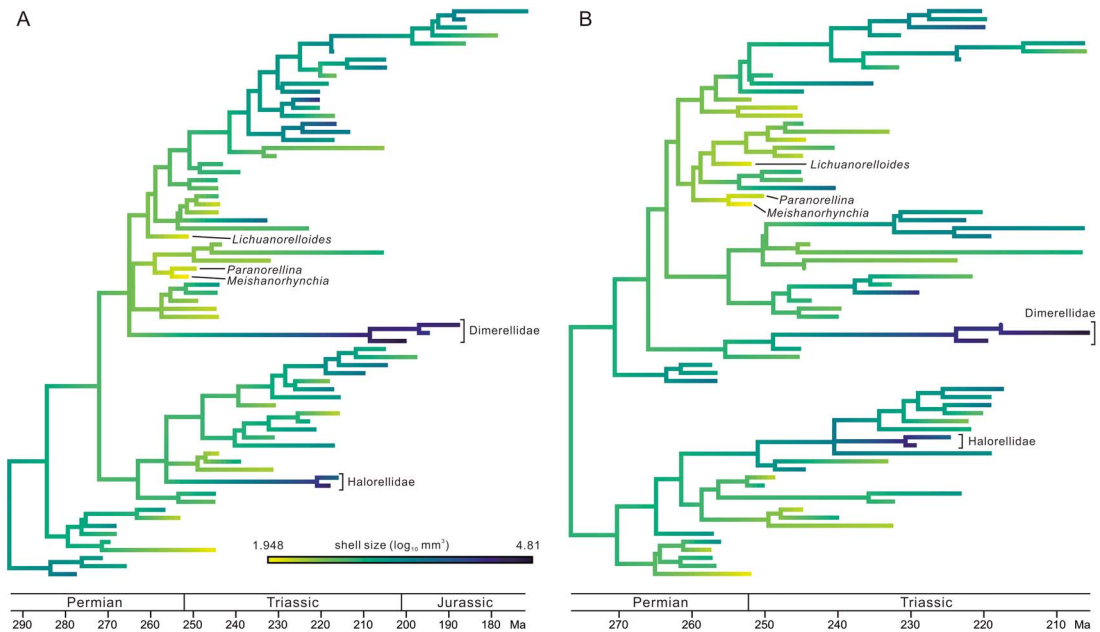 A
B
Lichuanorelloides
Paranorellina
Meishanorhynchia
Dimerellidae
Halorellidae
1.948 shell size (log10 mm³) 4.81
Permian Triassic Jurassic
290 280 270 260 250 240 230 220 210 200 190 180 Ma
Lichuanorelloides
Paranorellina
Meishanorhynchia
Dimerellidae
Halorellidae
Permian Triassic
270 260 250 240 230 220 210 Ma